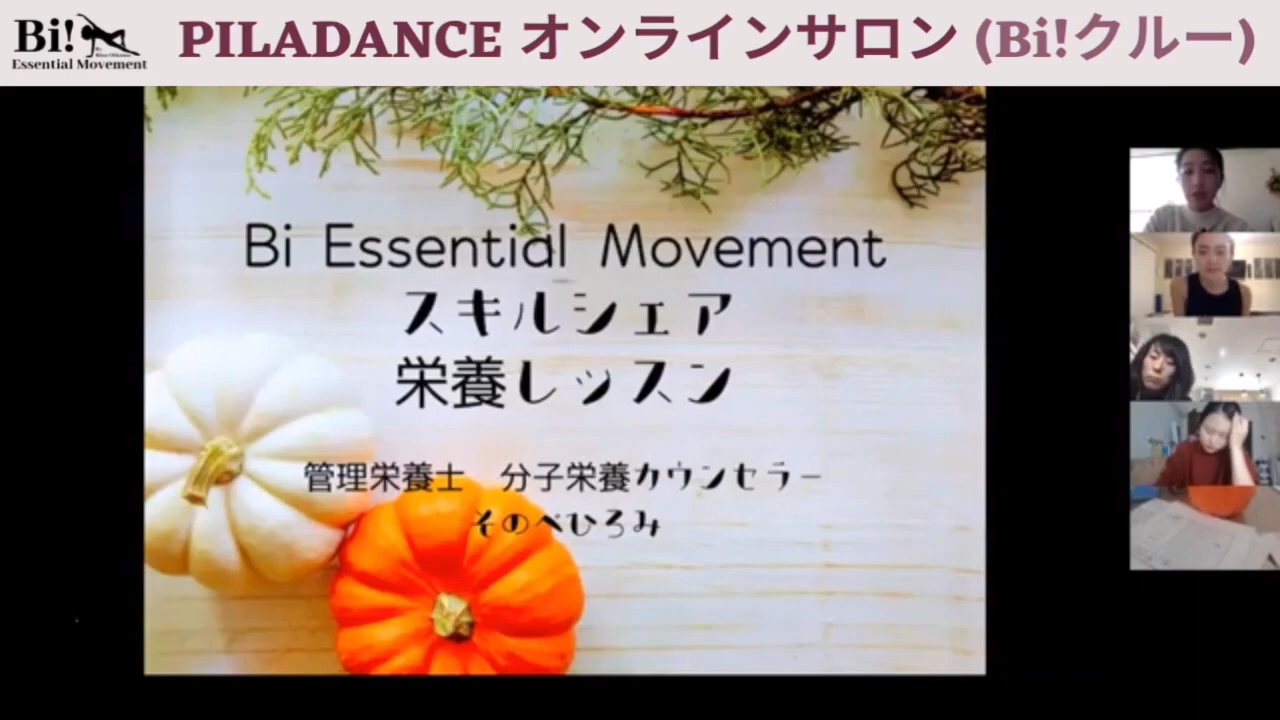 Bi!
Essential Movement
PILADANCE オンラインサロン (Bi!クルー)
Bi Essential Movement
スキルシェア
栄養レッスン
管理栄養士 分子栄養カウンセラー
そのべひろみ